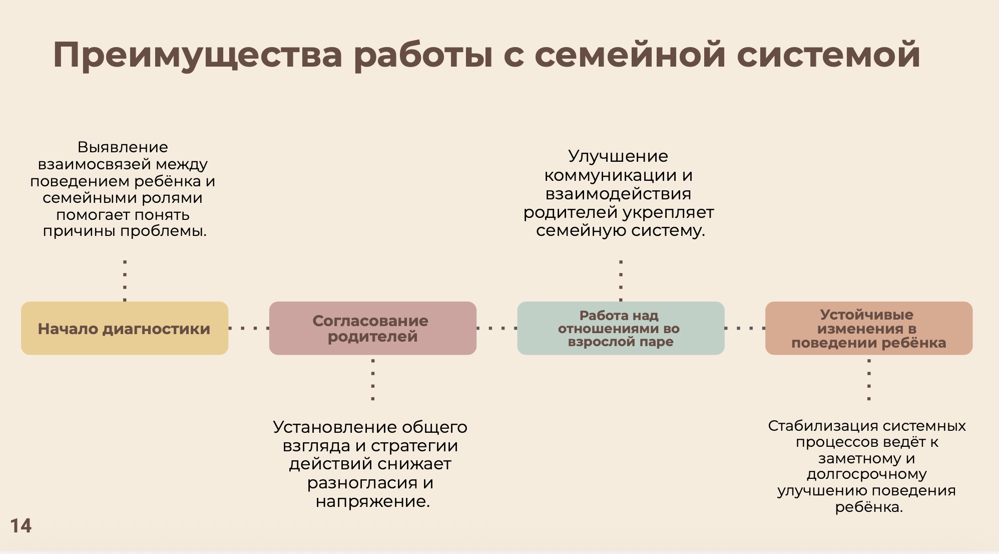 Преимущества работы с семейной системой
Выявление
взаимосвязей между
поведением ребёнка и
семейными ролями
помогает понять
причины проблемы.
Начало диагностики
Согласование
родителей
Установление общего
взгляда и стратегии
действий снижает
разногласия и
напряжение.
Улучшение
коммуникации и
взаимодействия
родителей укрепляет
семейную систему.
Работа над
отношениями во
взрослой паре
Устойчивые
изменения в
поведении ребёнка
Стабилизация системных
процессов ведёт к
заметному и
долгосрочному
улучшению поведения
ребёнка.
14